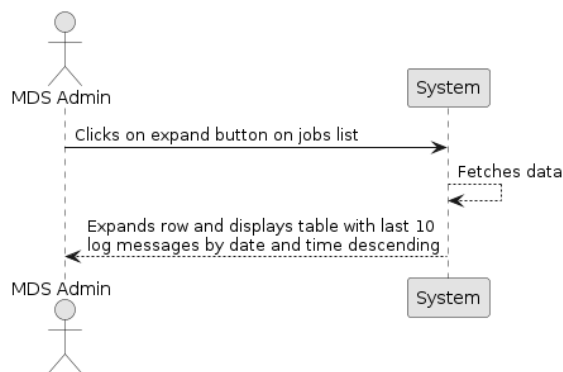 MDS Admin
System
Clicks on expand button on jobs list
Fetches data
Expands row and displays table with last 10
log messages by date and time descending
MDS Admin
System